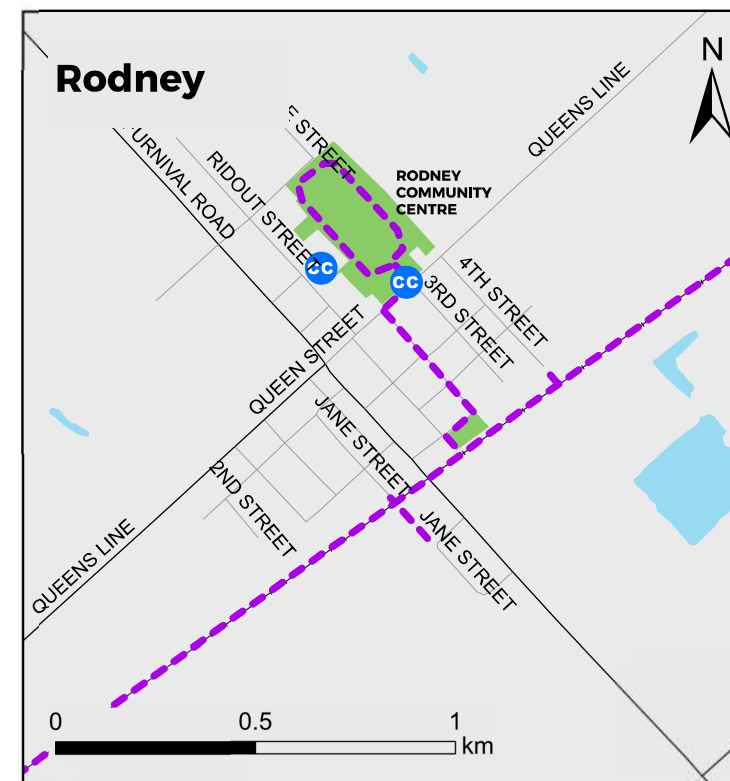 Rodney
N
QUEENS LINE
E STREET
URNIVAL ROAD
RIDOUT STREET
RODNEY
COMMUNITY
CENTRE
CC
CC
4TH STREET
3RD STREET
QUEEN STREET
JANE STREET
2ND STREET
JANE STREET
QUEENS LINE
0 0.5 1
km